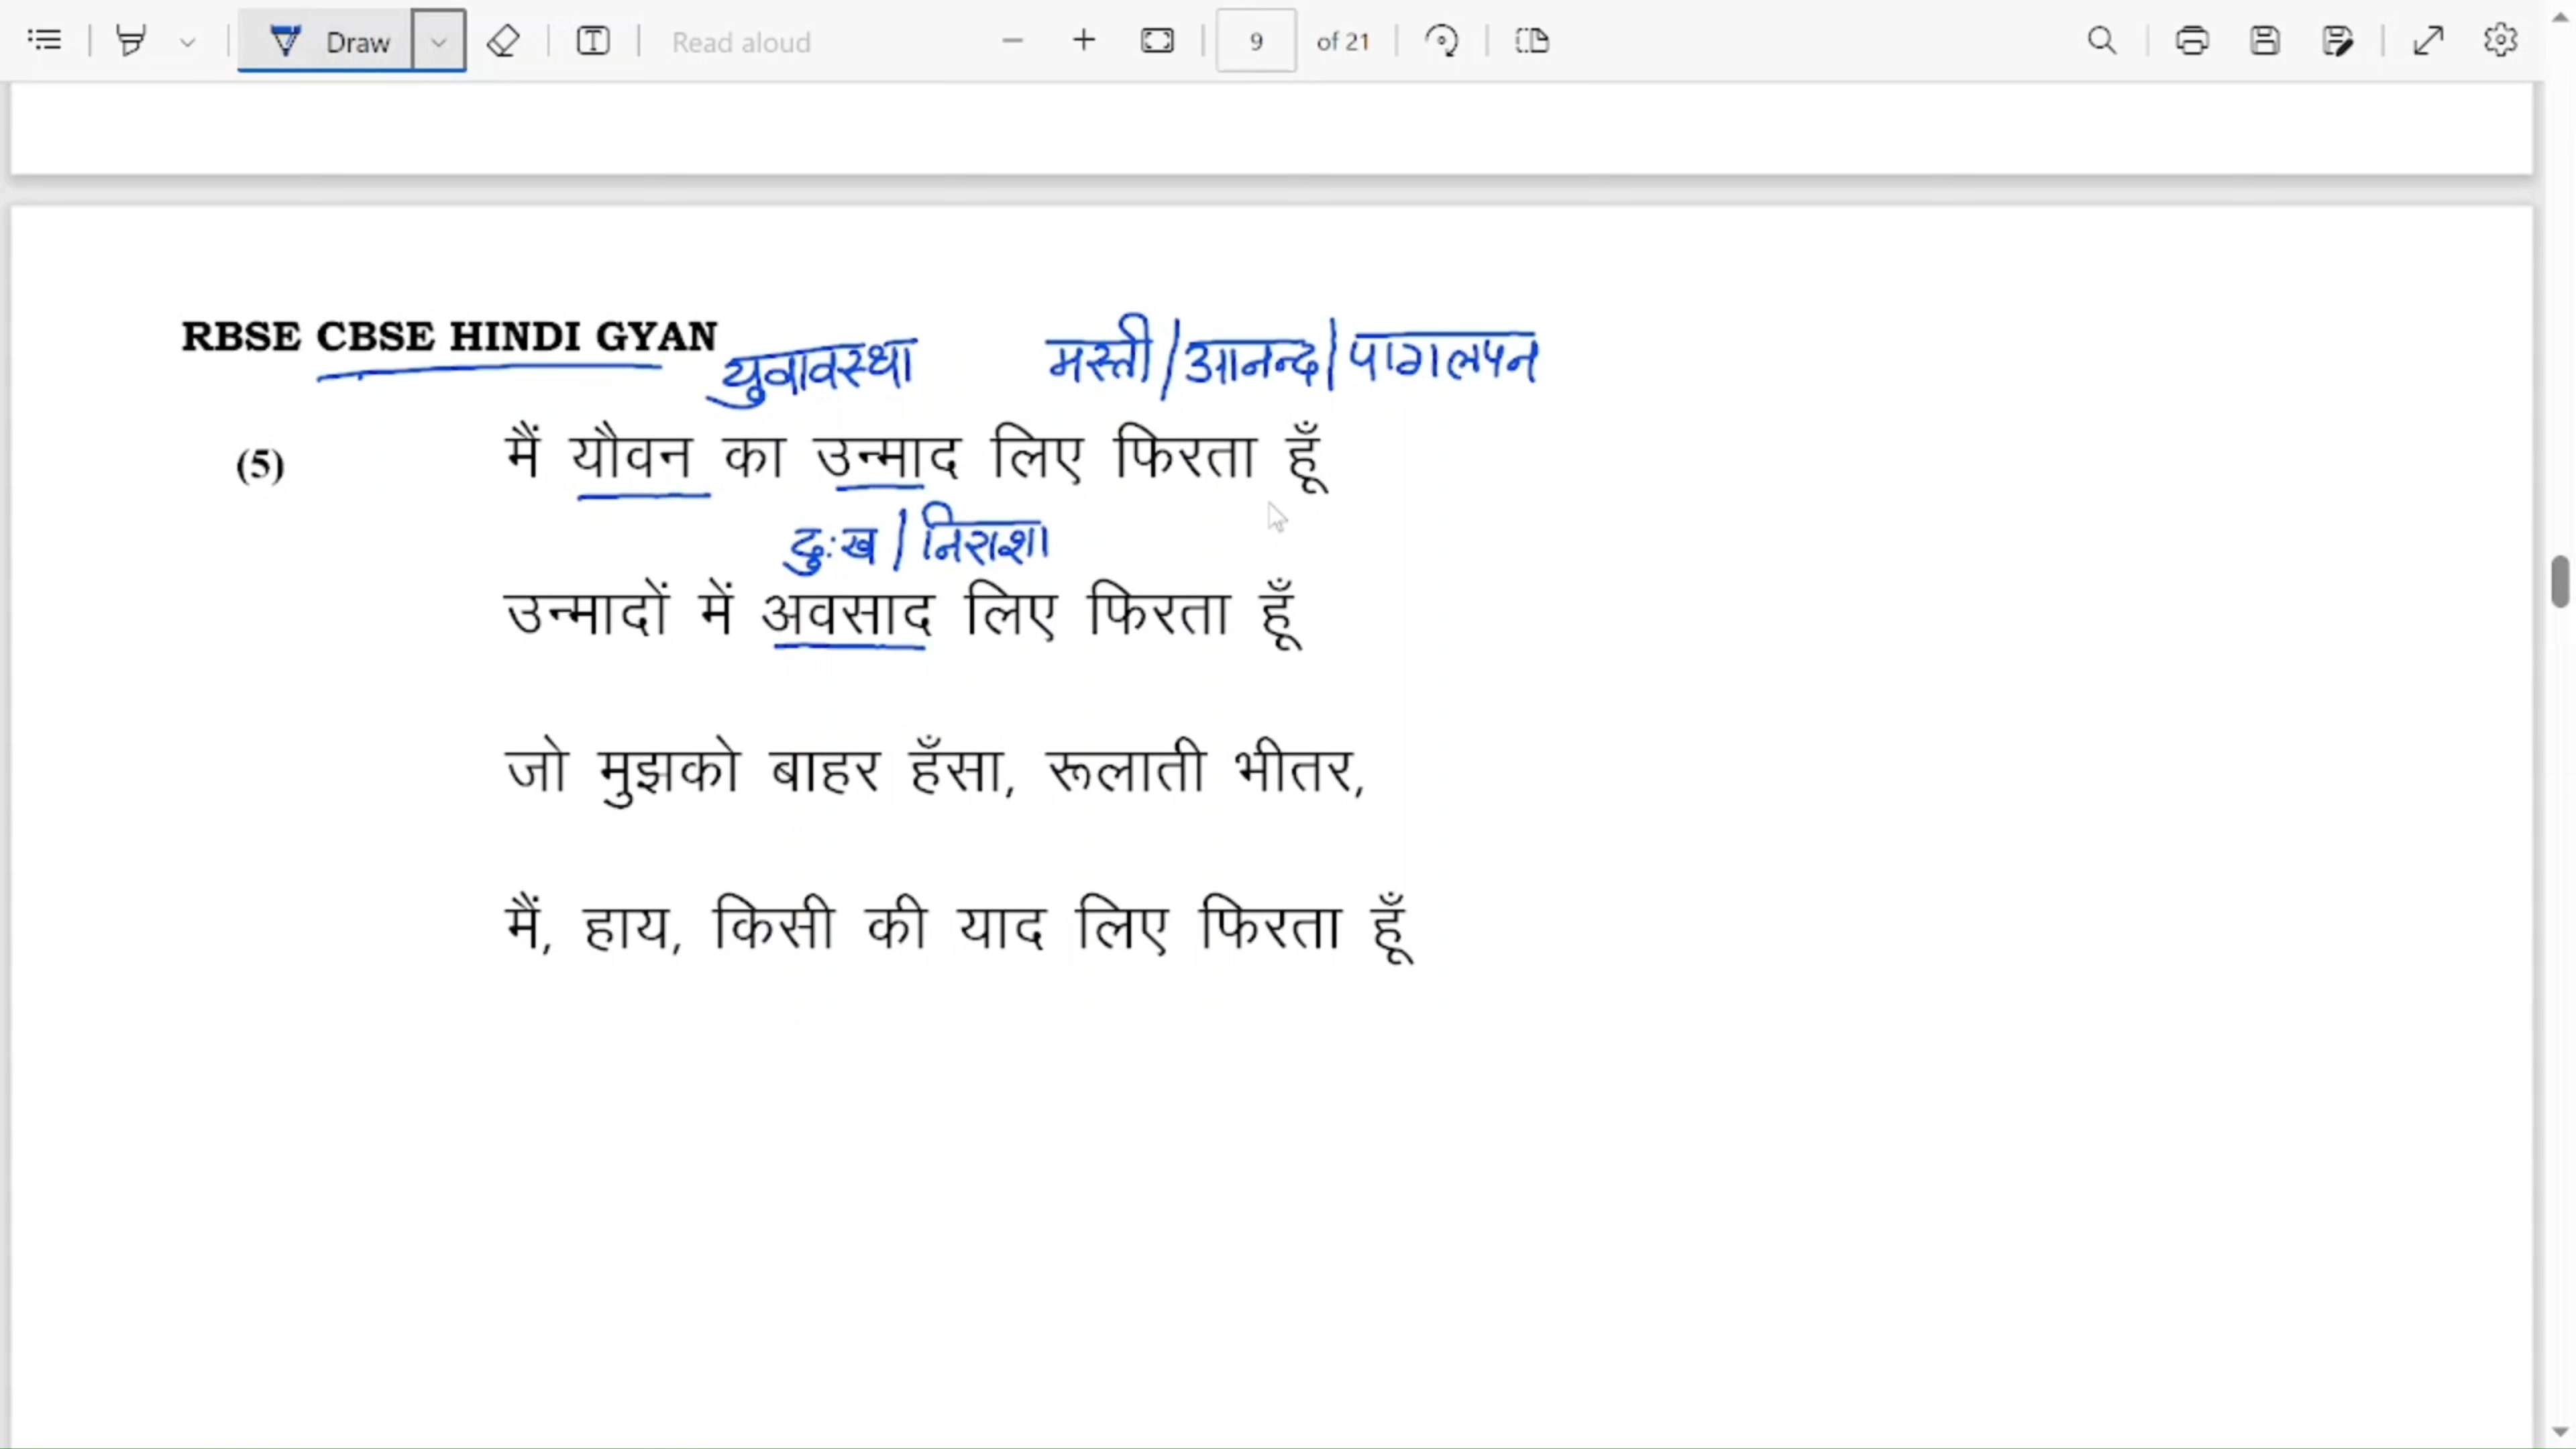 Draw Read aloud 9 of 21
RBSE CBSE HINDI GYAN
युवावस्था मस्ती/आनन्द/पागलपन
(5) मैं यौवन का उन्माद लिए फिरता हूँ
दुःख/निराशा
उन्मादों में अवसाद लिए फिरता हूँ
जो मुझको बाहर हँसा, रूलाती भीतर,
मैं, हाय, किसी की याद लिए फिरता हूँ